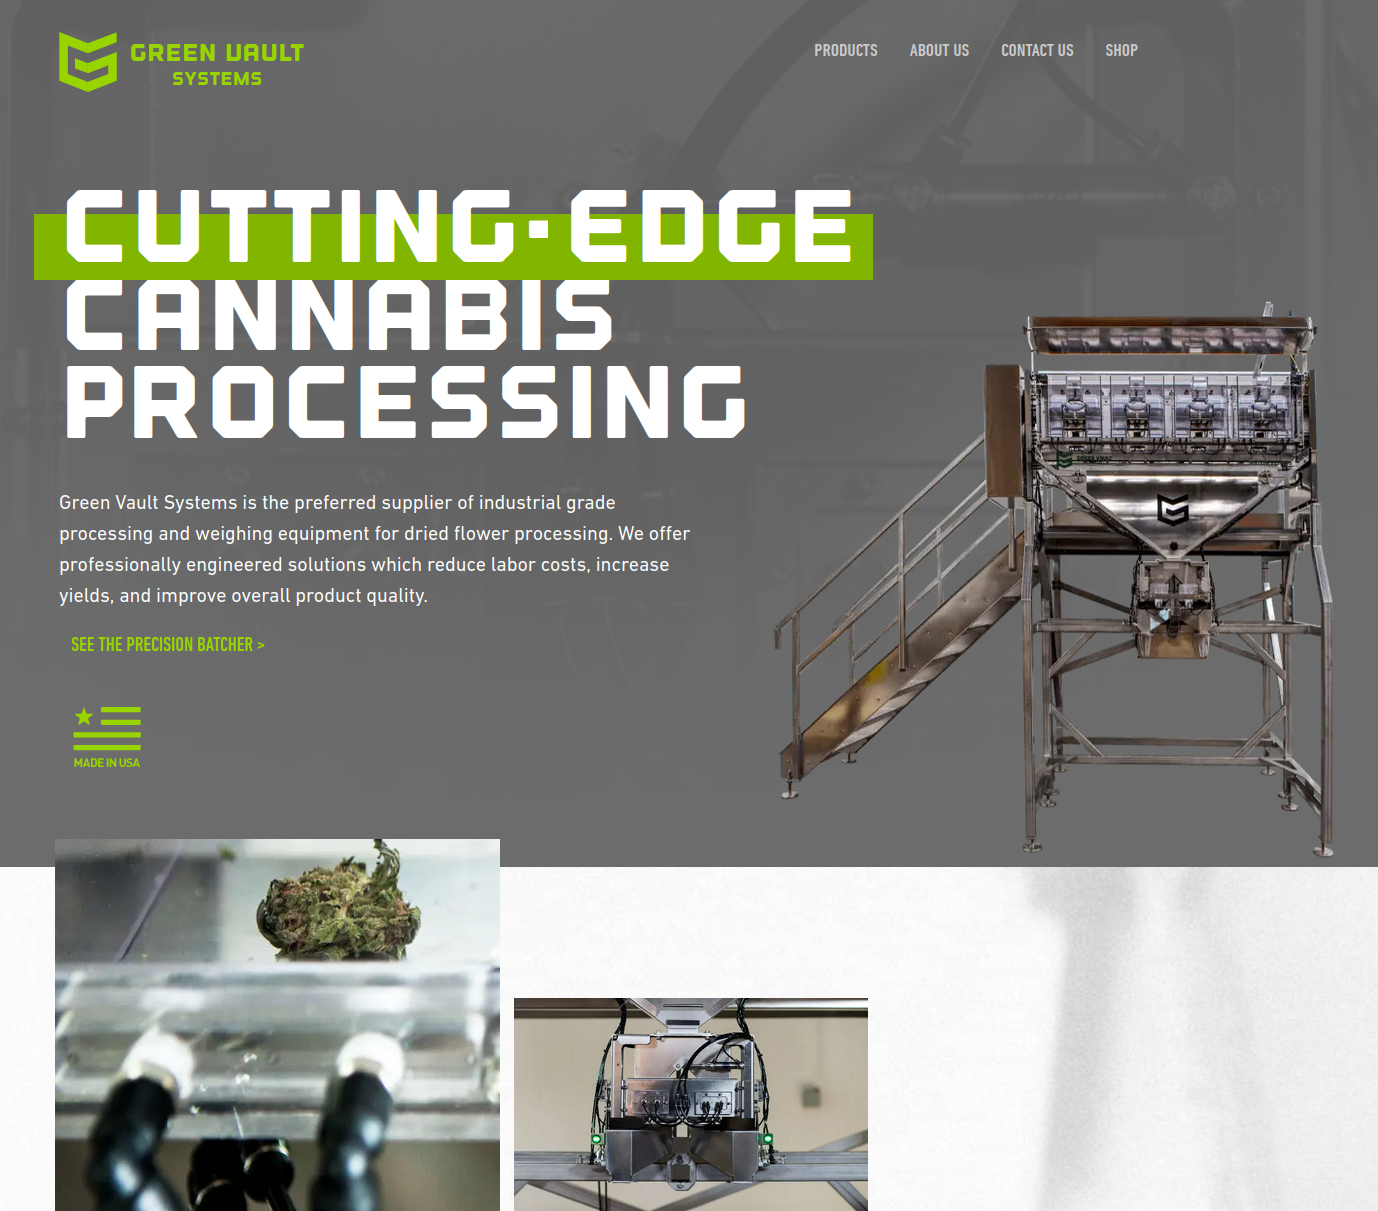 GREEN VAULT
SYSTEMS
PRODUCTS
ABOUT US
CONTACT US
SHOP
CUTTING-EDGE
CANNABIS
PROCESSING
Green Vault Systems is the preferred supplier of industrial grade
processing and weighing equipment for dried flower processing. We offer
professionally engineered solutions which reduce labor costs, increase
yields, and improve overall product quality.
SEE THE PRECISION BATCHER >
MADE IN USA
GREEN VAULT